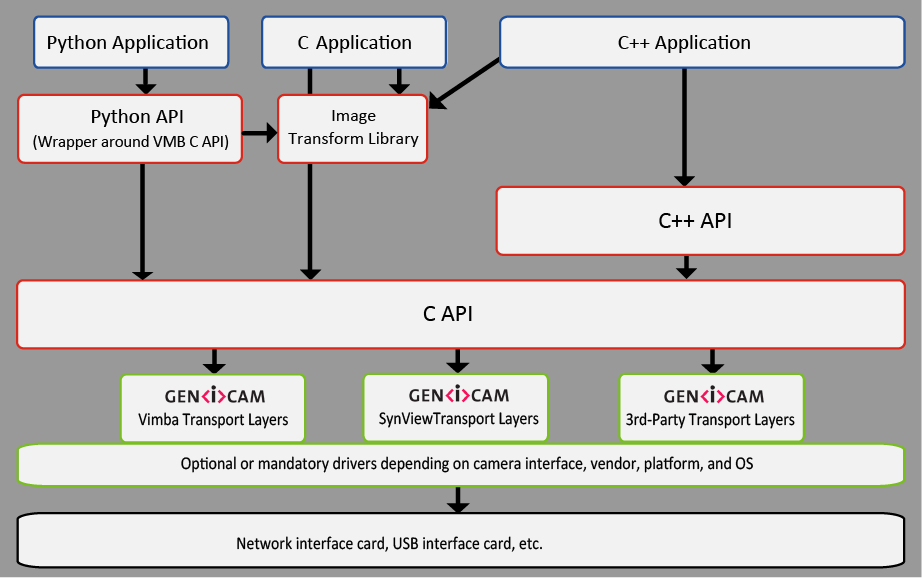 Python Application
C Application
C++ Application
Python API
(Wrapper around VMB C API)
Image
Transform Library
C++ API
C API
GEN<i>CAM
Vimba Transport Layers
GEN<i>CAM
SynViewTransport Layers
GEN<i>CAM
3rd-Party Transport Layers
Optional or mandatory drivers depending on camera interface, vendor, platform, and OS
Network interface card, USB interface card, etc.